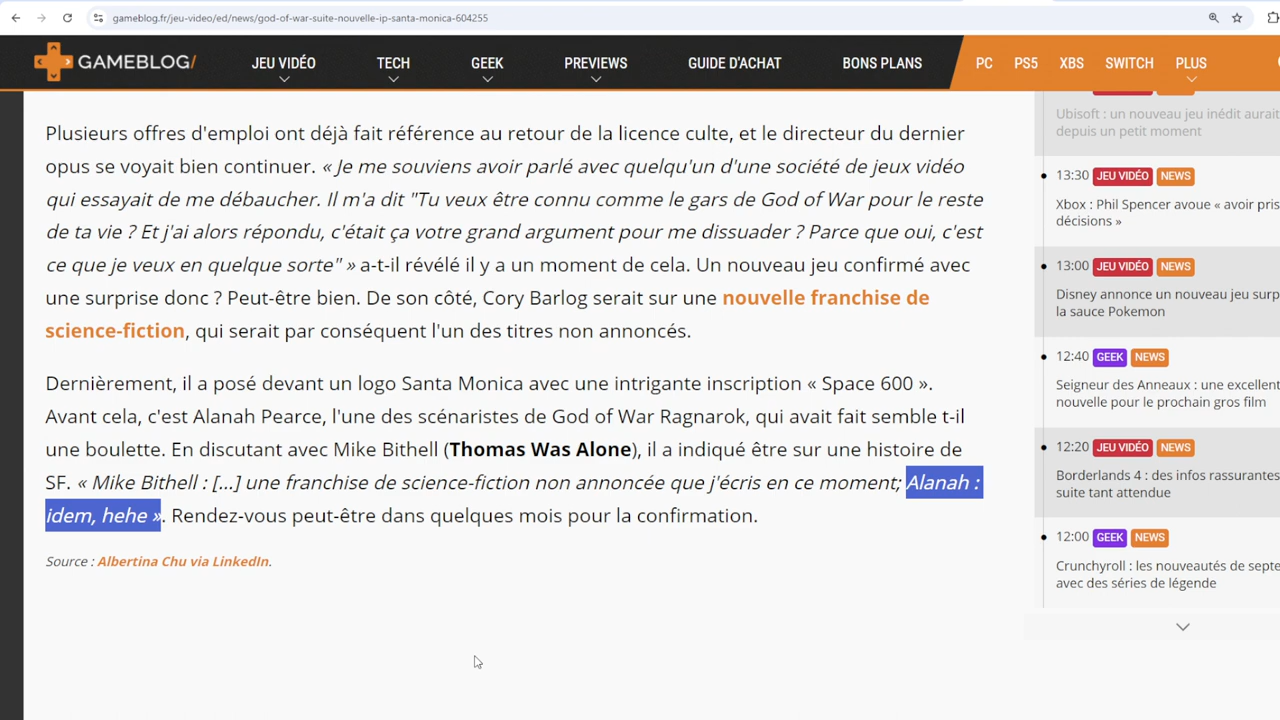 gameblog.fr/jeu-video/ed/news/god-of-war-suite-nouvelle-ip-santa-monica-604255
GAMEBLOG/ JEU VIDÉO TECH GEEK PREVIEWS GUIDE D'ACHAT BONS PLANS PC PS5 XBS SWITCH PLUS
Plusieurs offres d'emploi ont déjà fait référence au retour de la licence culte, et le directeur du dernier
opus se voyait bien continuer. « Je me souviens avoir parlé avec quelqu'un d'une société de jeux vidéo
qui essayait de me débaucher. Il m'a dit "Tu veux être connu comme le gars de God of War pour le reste
de ta vie ? Et j'ai alors répondu, c'était ça votre grand argument pour me dissuader ? Parce que oui, c'est
ce que je veux en quelque sorte" » a-t-il révélé il y a un moment de cela. Un nouveau jeu confirmé avec
une surprise donc ? Peut-être bien. De son côté, Cory Barlog serait sur une nouvelle franchise de
science-fiction, qui serait par conséquent l'un des titres non annoncés.
Dernièrement, il a posé devant un logo Santa Monica avec une intrigante inscription « Space 600 ».
Avant cela, c'est Alanah Pearce, l'une des scénaristes de God of War Ragnarok, qui avait fait semble t-il
une boulette. En discutant avec Mike Bithell (Thomas Was Alone), il a indiqué être sur une histoire de
SF. « Mike Bithell : [...] une franchise de science-fiction non annoncée que j'écris en ce moment; Alanah :
idem, hehe ». Rendez-vous peut-être dans quelques mois pour la confirmation.
Source : Albertina Chu via LinkedIn.
Ubisoft : un nouveau jeu inédit aurait
depuis un petit moment
13:30 JEU VIDÉO NEWS
Xbox : Phil Spencer avoue « avoir pris
décisions »
13:00 JEU VIDÉO NEWS
Disney annonce un nouveau jeu surp
la sauce Pokemon
12:40 GEEK NEWS
Seigneur des Anneaux : une excellent
nouvelle pour le prochain gros film
12:20 JEU VIDÉO NEWS
Borderlands 4 : des infos rassurantes
suite tant attendue
12:00 GEEK NEWS
Crunchyroll : les nouveautés de septe
avec des séries de légende